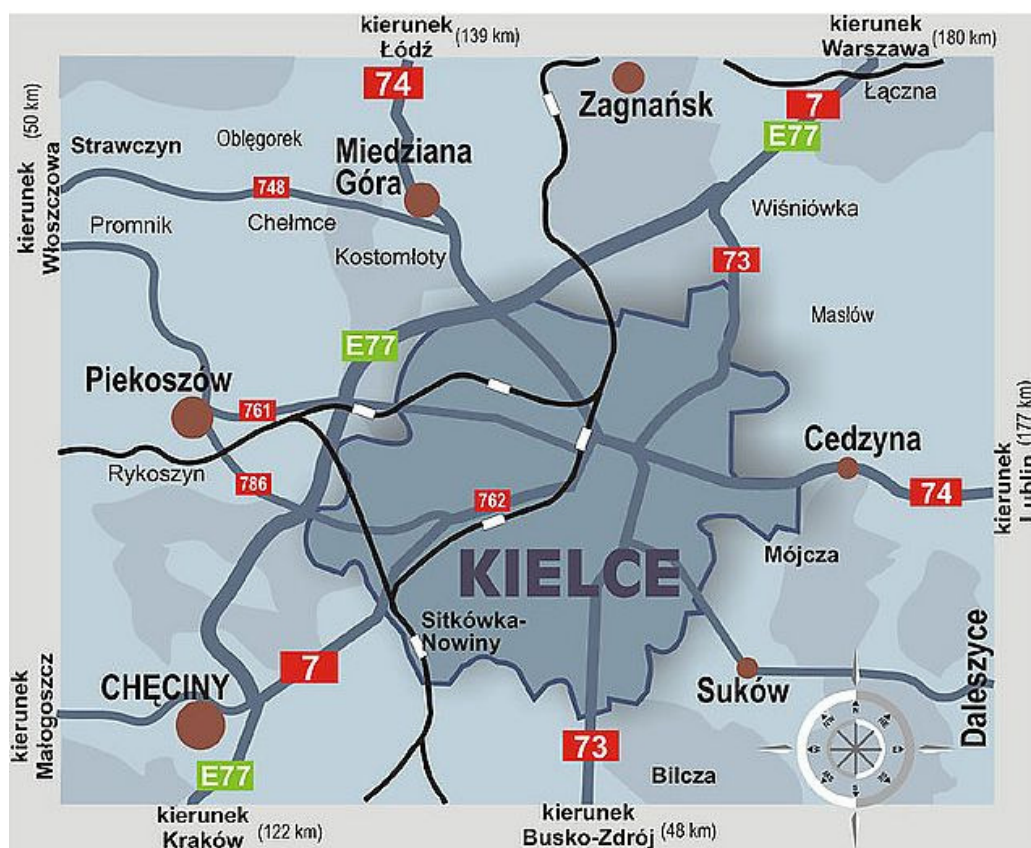 kierunek
Łódź (139 km)
kierunek
Warszawa (180 km)
74
Zagnańsk
7
Łączna
E77
kierunek
Włoszczowa (50 km)
Strawczyn
Oblęgorek
Miedziana
Góra
748
Promnik
Chełmce
Wiśniówka
Kostomłoty
73
Masłów
E77
Piekoszów
761
Cedzyna
kierunek
Lublin (177 km)
Rykoszyn
786
762
74
Mójcza
KIELCE
Sitkówka-
Nowiny
7
Suków
Daleszyce
CHĘCINY
kierunek
Małogoszcz
73
E77
Bilcza
kierunek
Kraków (122 km)
kierunek
Busko-Zdrój (48 km)